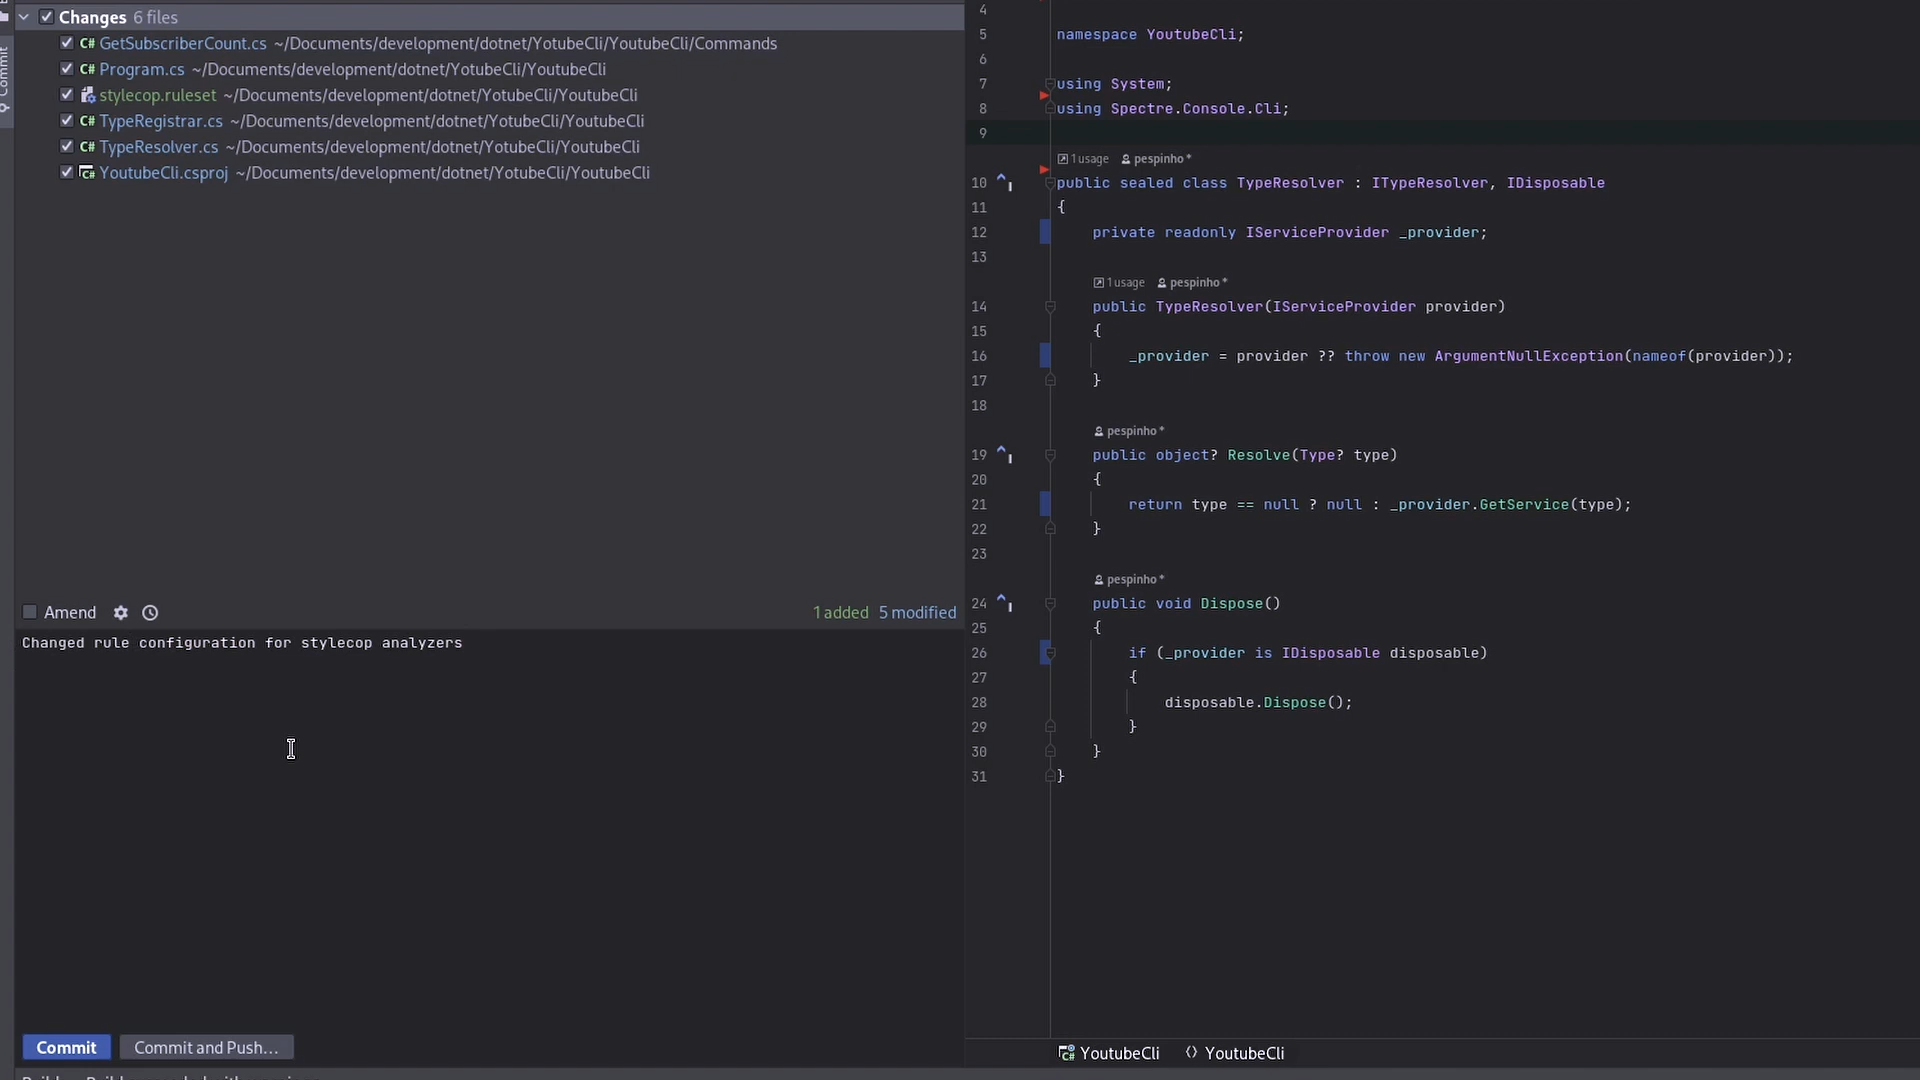 Commit
Changes 6 files
GetSubscriberCount.cs ~/Documents/development/dotnet/YotubeCli/YoutubeCli/Commands
Program.cs ~/Documents/development/dotnet/YotubeCli/YoutubeCli
stylecop.ruleset ~/Documents/development/dotnet/YotubeCli/YoutubeCli
TypeRegistrar.cs ~/Documents/development/dotnet/YotubeCli/YoutubeCli
TypeResolver.cs ~/Documents/development/dotnet/YotubeCli/YoutubeCli
YoutubeCli.csproj ~/Documents/development/dotnet/YotubeCli/YoutubeCli
Amend 1 added 5 modified
Changed rule configuration for stylecop analyzers
Commit Commit and Push...
4
5 namespace YoutubeCli;
6
7 using System;
8 using Spectre.Console.Cli;
9
1 usage pespinho *
10 public sealed class TypeResolver : ITypeResolver, IDisposable
11 {
12 private readonly IServiceProvider _provider;
13
1 usage pespinho *
14 public TypeResolver(IServiceProvider provider)
15 {
16 _provider = provider ?? throw new ArgumentNullException(nameof(provider));
17 }
18
pespinho *
19 public object? Resolve(Type? type)
20 {
21 return type == null ? null : _provider.GetService(type);
22 }
23
pespinho *
24 public void Dispose()
25 {
26 if (_provider is IDisposable disposable)
27 {
28 disposable.Dispose();
29 }
30 }
31 }
YoutubeCli YoutubeCli